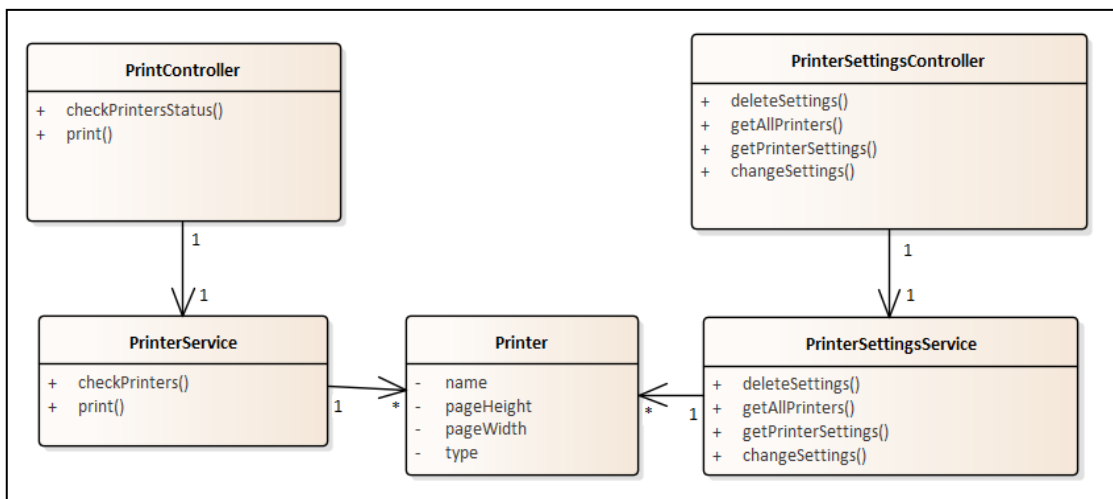 PrintController
+ checkPrintersStatus()
+ print()
PrinterSettingsController
+ deleteSettings()
+ getAllPrinters()
+ getPrinterSettings()
+ changeSettings()
1
1
1
1
PrinterService
+ checkPrinters()
+ print()
1
*
Printer
- name
- pageHeight
- pageWidth
- type
*
1
PrinterSettingsService
+ deleteSettings()
+ getAllPrinters()
+ getPrinterSettings()
+ changeSettings()